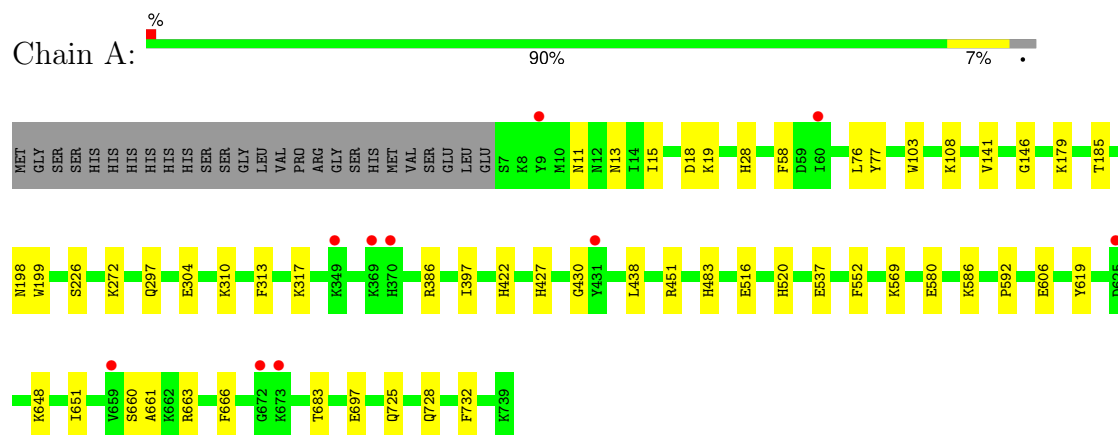 %
Chain A:
90% 7% •
MET GLY SER SER HIS HIS HIS HIS HIS HIS SER SER GLY LEU VAL PRO ARG GLY SER HIS MET VAL SER GLU LEU GLU S7 K8 Y9 M10 N11 N12 N13 I14 I15 D18 K19 H28 F58 D59 I60 L76 Y77 W103 K108 V141 G146 K179 T185
N198 W199 S226 K272 Q297 E304 K310 F313 K317 K349 K369 H370 R386 I397 H422 H427 G430 Y431 L438 R451 H483 E516 H520 E537 F552 K569 E580 K586 P592 E606 Y619 D625
K648 I651 V659 S660 A661 K662 R663 F666 G672 K673 T683 E697 Q725 Q728 F732 K739